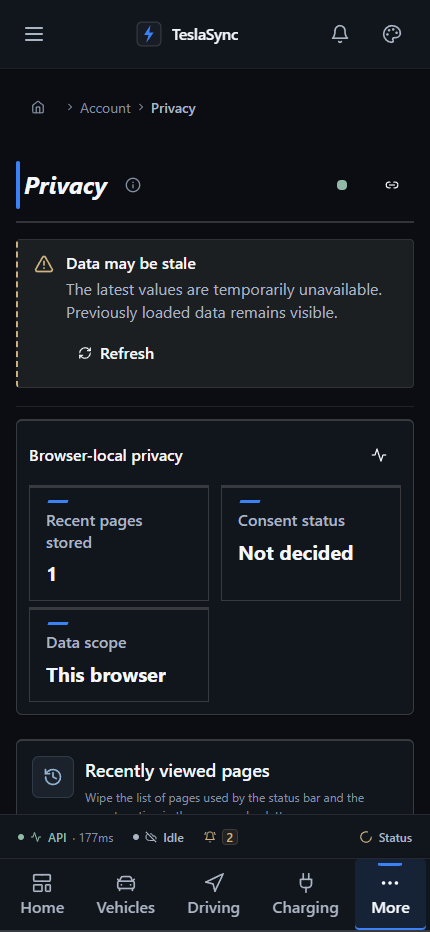 TeslaSync
Account
Privacy
Privacy
Data may be stale
The latest values are temporarily unavailable.
Previously loaded data remains visible.
Refresh
Browser-local privacy
Recent pages
stored
1
Consent status
Not decided
Data scope
This browser
Recently viewed pages
Wipe the list of pages used by the status bar and the
API · 177ms
Idle
2
Status
Home
Vehicles
Driving
Charging
More